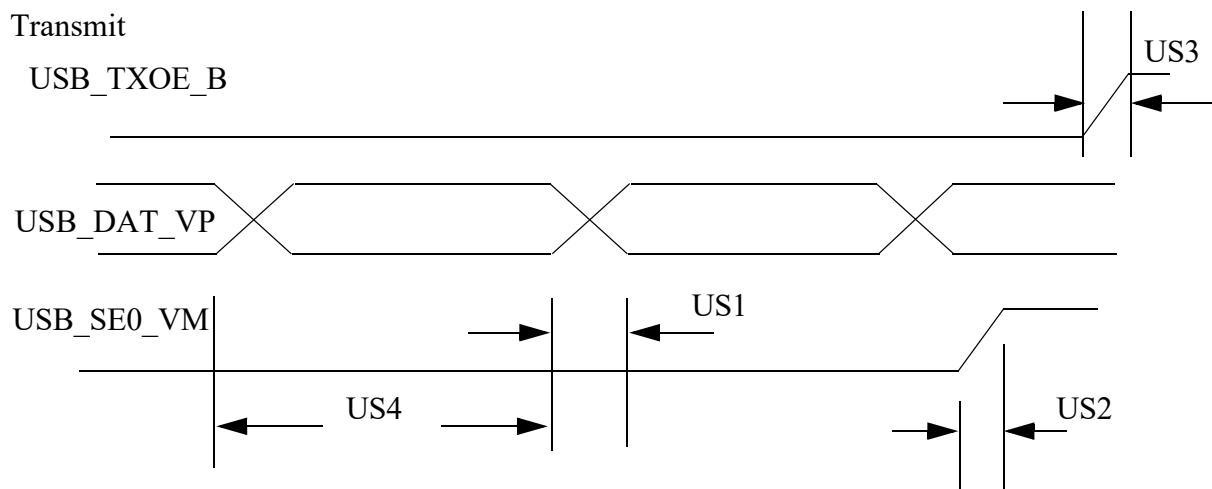 Transmit
US3
USB_TXOE_B
USB_DAT_VP
US1
USB_SE0_VM
US4
US2